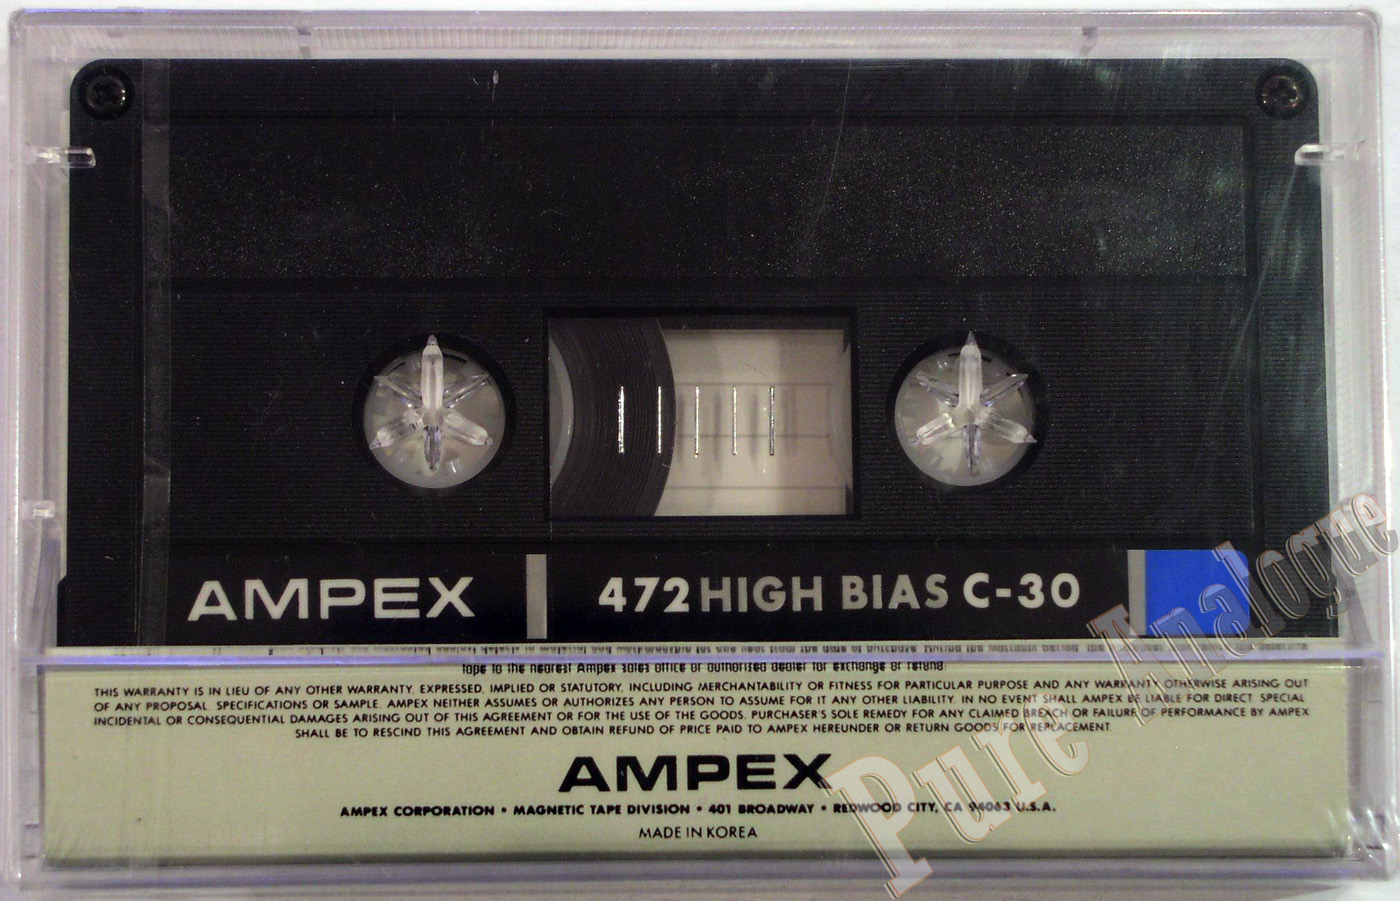 AMPEX 472 HIGH BIAS C-30
Tape to the nearest Ampex sales office or authorized dealer for exchange or refund.
THIS WARRANTY IS IN LIEU OF ANY OTHER WARRANTY, EXPRESSED, IMPLIED OR STATUTORY, INCLUDING MERCHANTABILITY OR FITNESS FOR PARTICULAR PURPOSE AND ANY WARRANTY OTHERWISE ARISING OUT
OF ANY PROPOSAL, SPECIFICATIONS OR SAMPLE. AMPEX NEITHER ASSUMES OR AUTHORIZES ANY PERSON TO ASSUME FOR IT ANY OTHER LIABILITY. IN NO EVENT SHALL AMPEX BE LIABLE FOR DIRECT, SPECIAL
INCIDENTAL OR CONSEQUENTIAL DAMAGES ARISING OUT OF THIS AGREEMENT OR FOR THE USE OF THE GOODS. PURCHASER'S SOLE REMEDY FOR ANY CLAIMED BREACH OR FAILURE OF PERFORMANCE BY AMPEX
SHALL BE TO RESCIND THIS AGREEMENT AND OBTAIN REFUND OF PRICE PAID TO AMPEX HEREUNDER OR RETURN GOODS FOR REPLACEMENT.
AMPEX
AMPEX CORPORATION • MAGNETIC TAPE DIVISION • 401 BROADWAY • REDWOOD CITY, CA 94063 U.S.A.
MADE IN KOREA
Pure Analogue